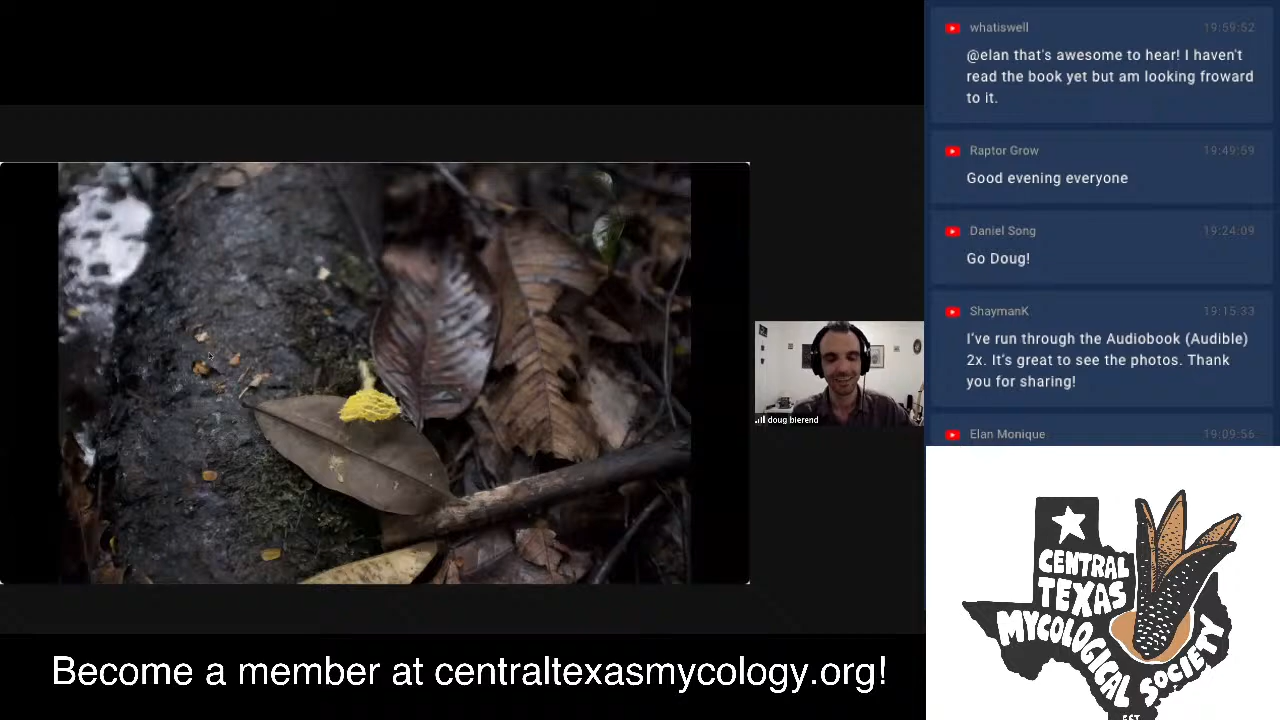 whatiswell
19:59:52
@elan that's awesome to hear! I haven't
read the book yet but am looking froward
to it.
Raptor Grow
19:49:59
Good evening everyone
Daniel Song
19:24:09
Go Doug!
ShaymanK
19:15:33
I've run through the Audiobook (Audible)
2x. It's great to see the photos. Thank
you for sharing!
Elan Monique
19:09:56
doug bierend
CENTRAL
TEXAS
MYCOLOGICAL
SOCIETY
EST
Become a member at centraltexasmycology.org!